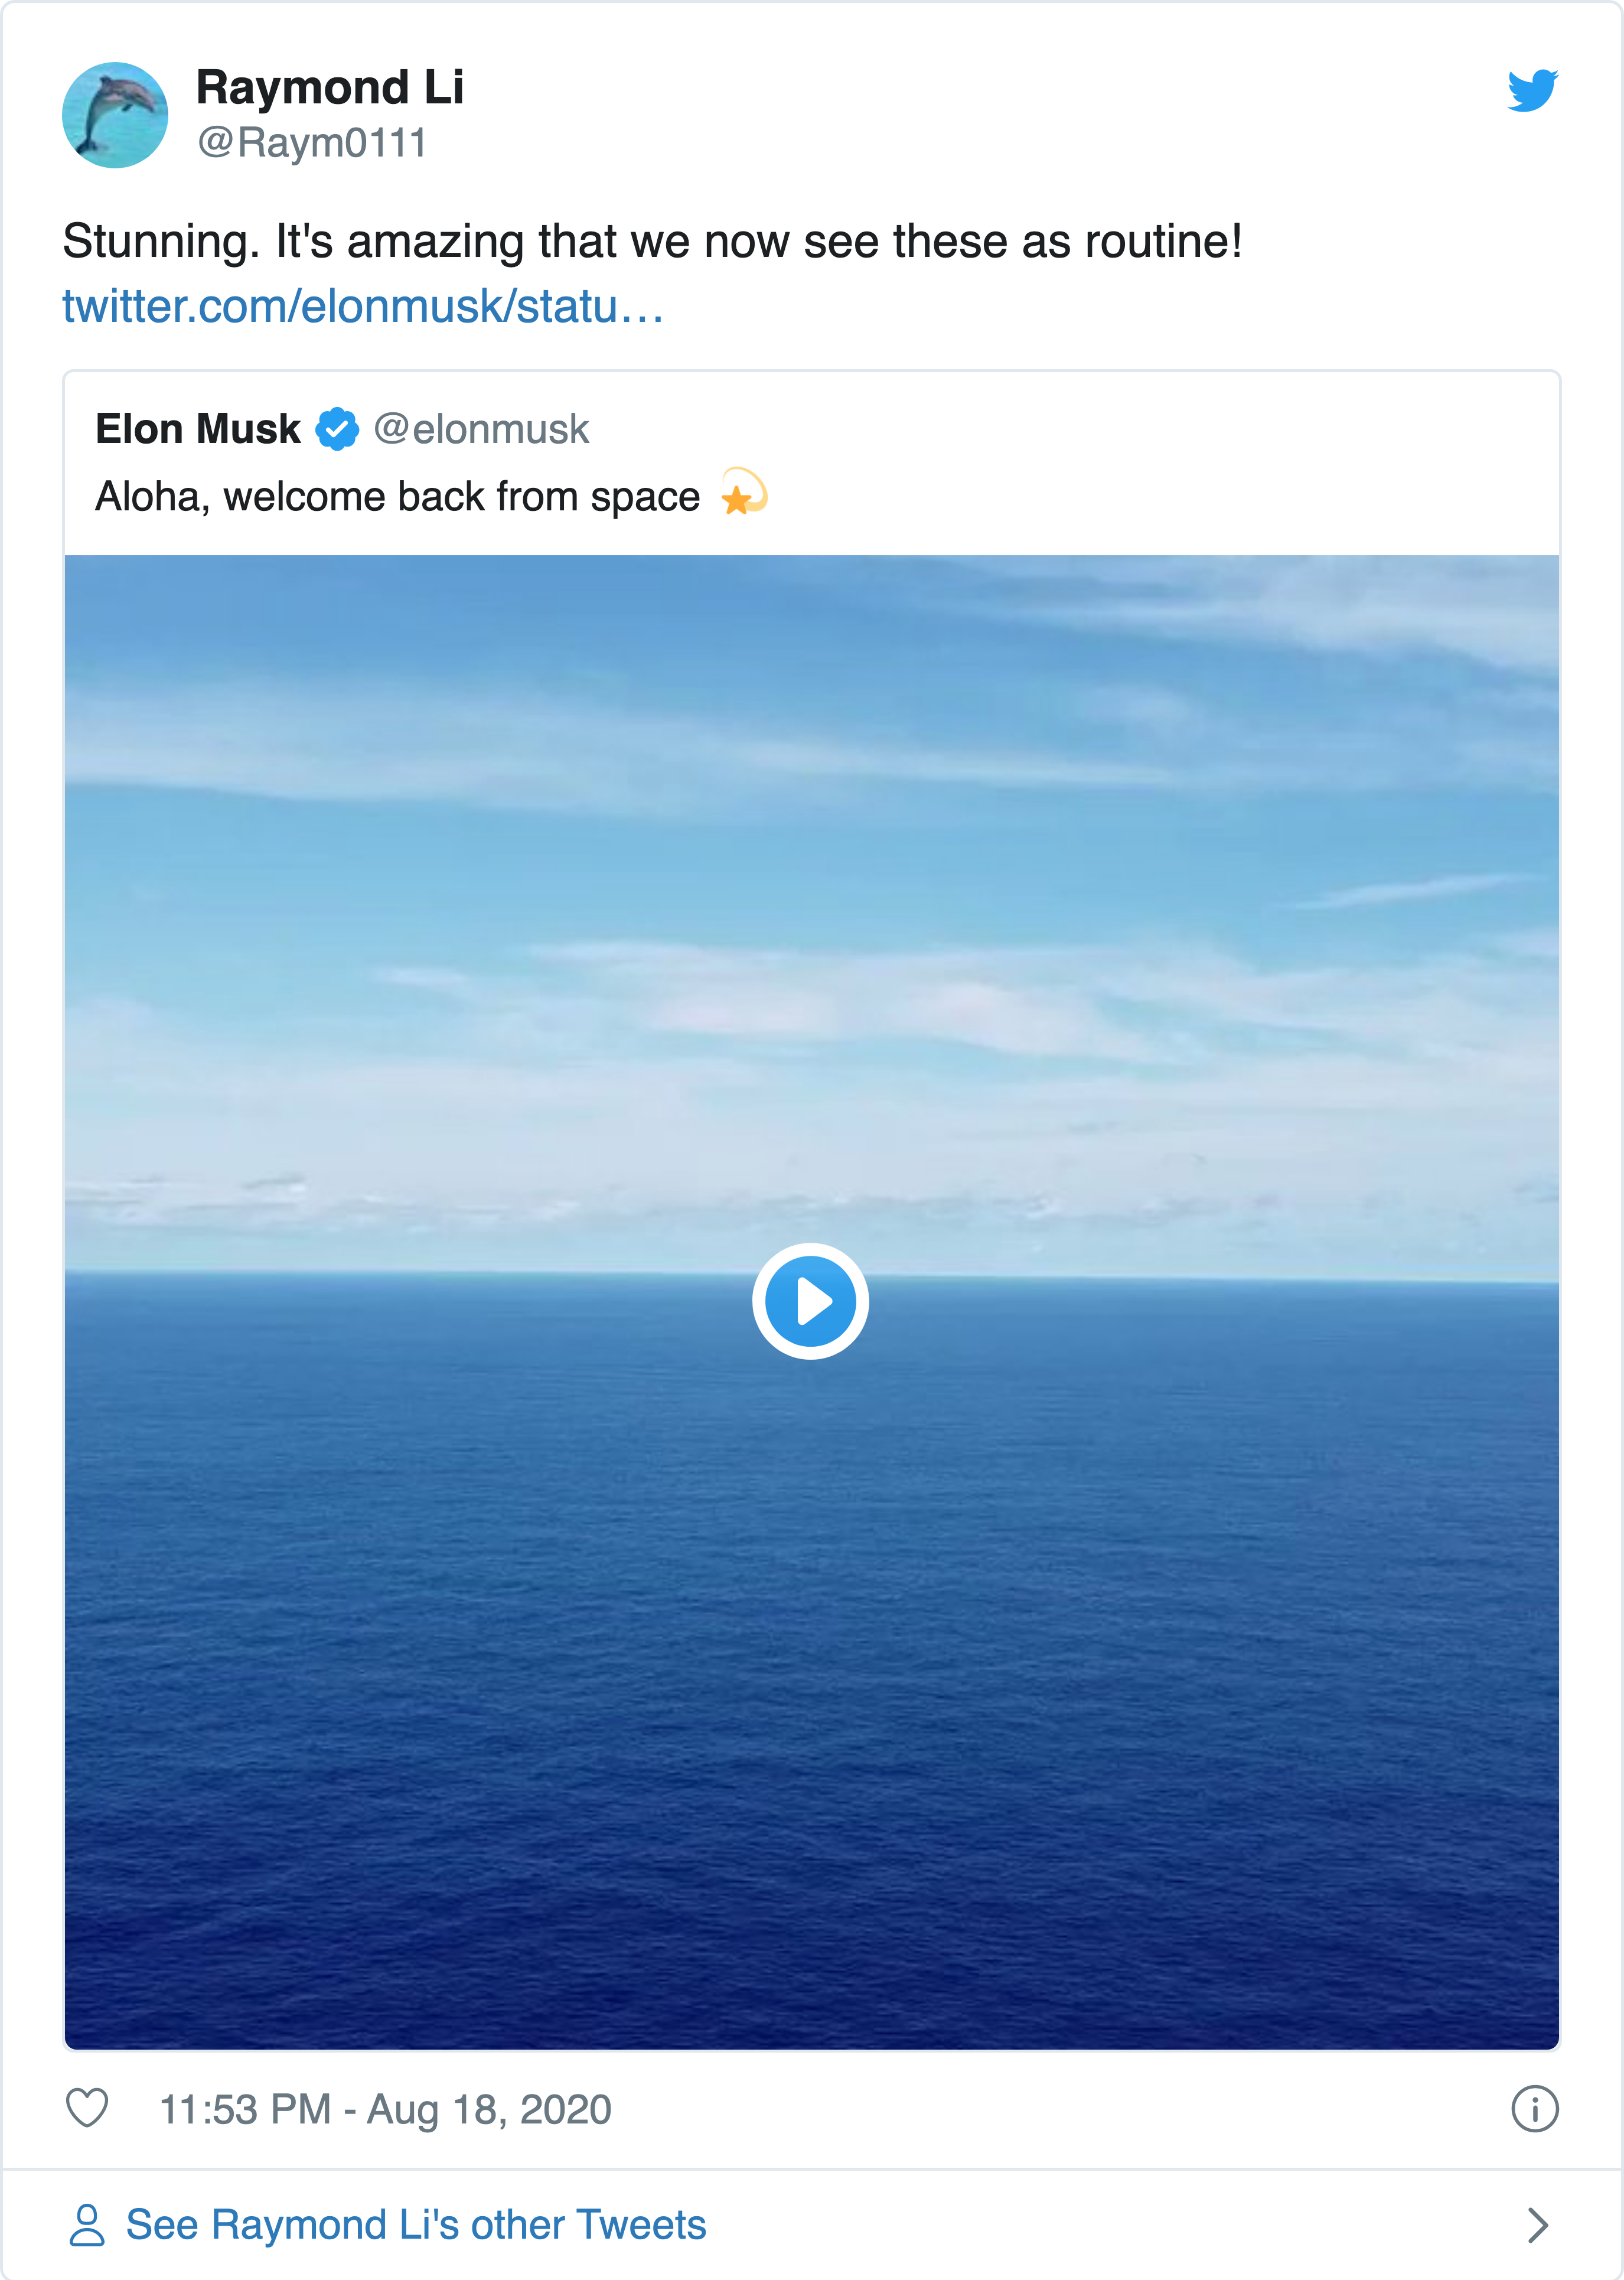 Raymond Li
@Raym0111
Stunning. It's amazing that we now see these as routine!
twitter.com/elonmusk/statu…
Elon Musk @elonmusk
Aloha, welcome back from space 💫
11:53 PM - Aug 18, 2020
See Raymond Li's other Tweets